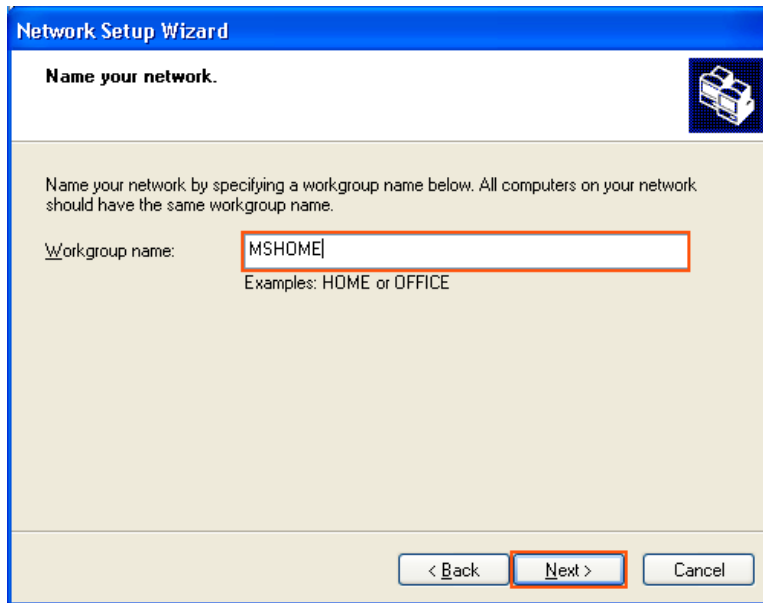 Network Setup Wizard
Name your network.
Name your network by specifying a workgroup name below. All computers on your network
should have the same workgroup name.
Workgroup name: MSHOME
Examples: HOME or OFFICE
< Back Next > Cancel